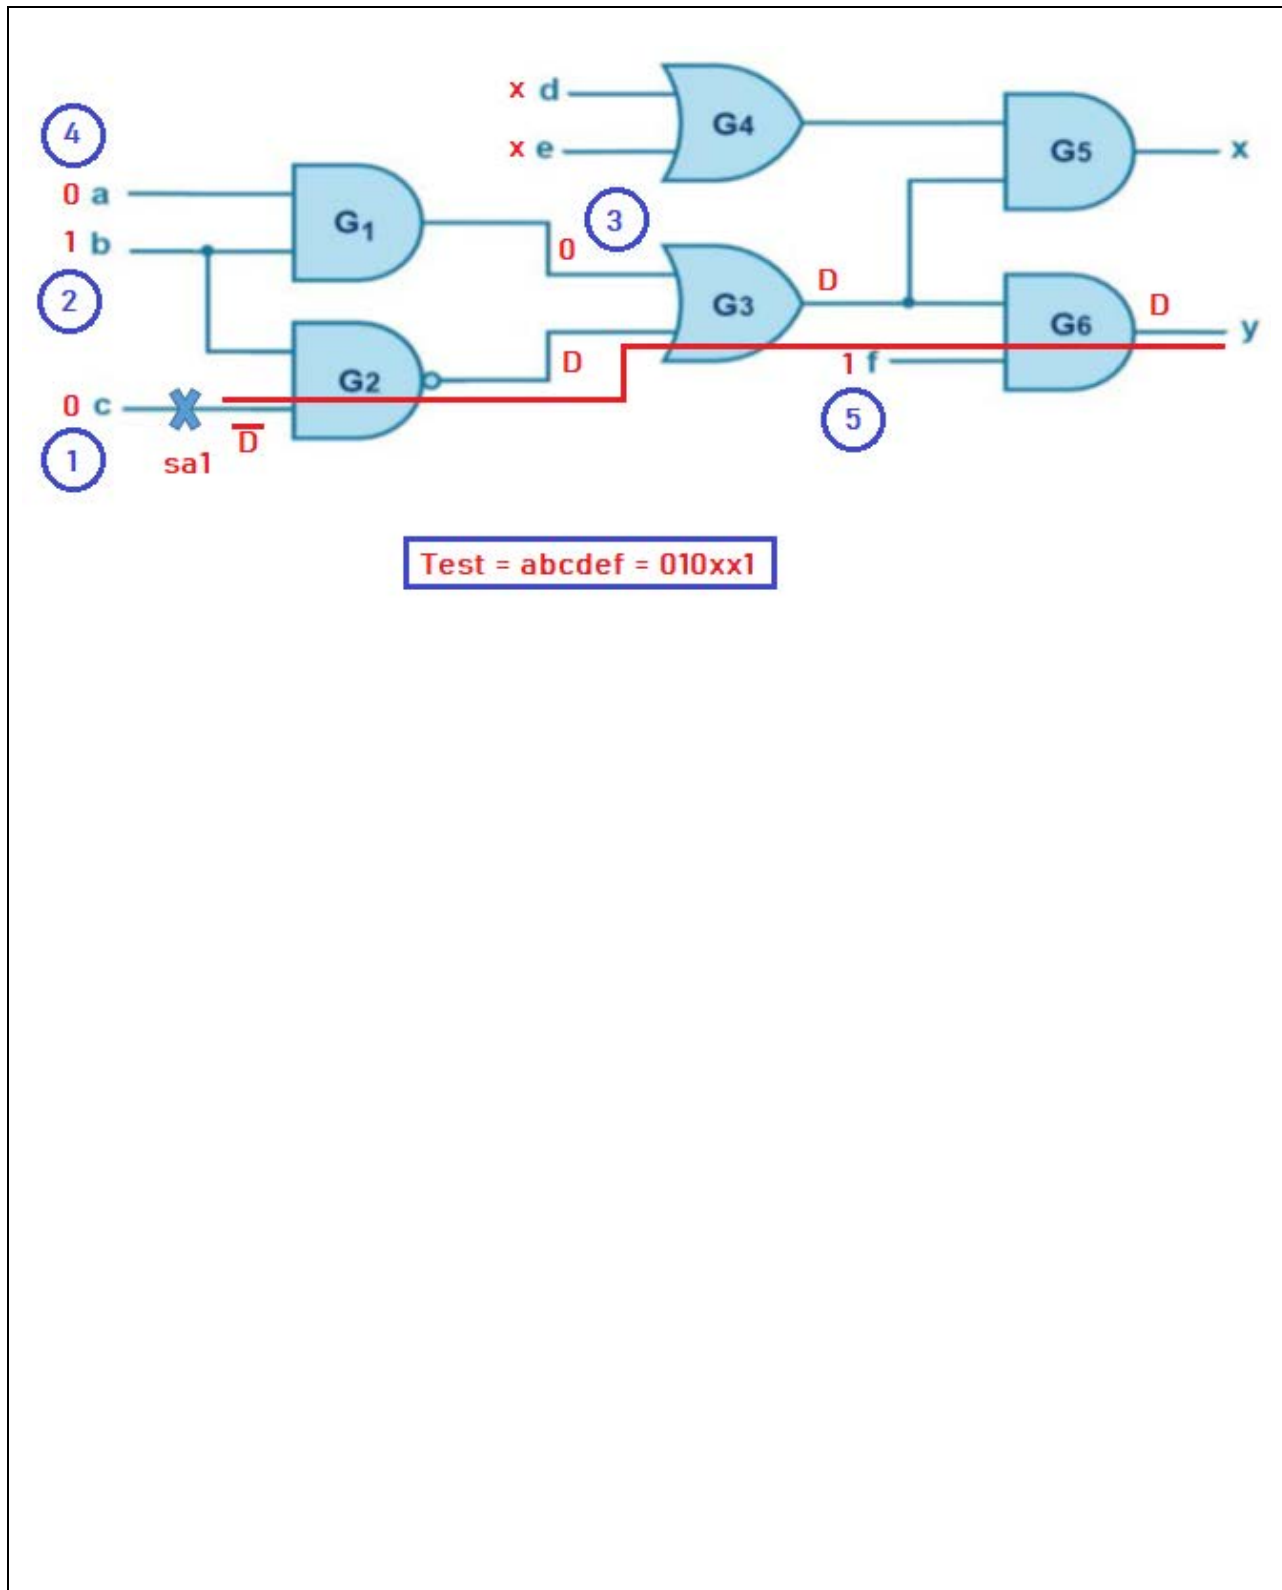 x d
x e
G4
G5
x
4
0 a
1 b
2
G1
3
0
G3
D
G6
D
y
G2
D
1 f
5
0 c
1
sa1
D̅
Test = abcdef = 010xx1